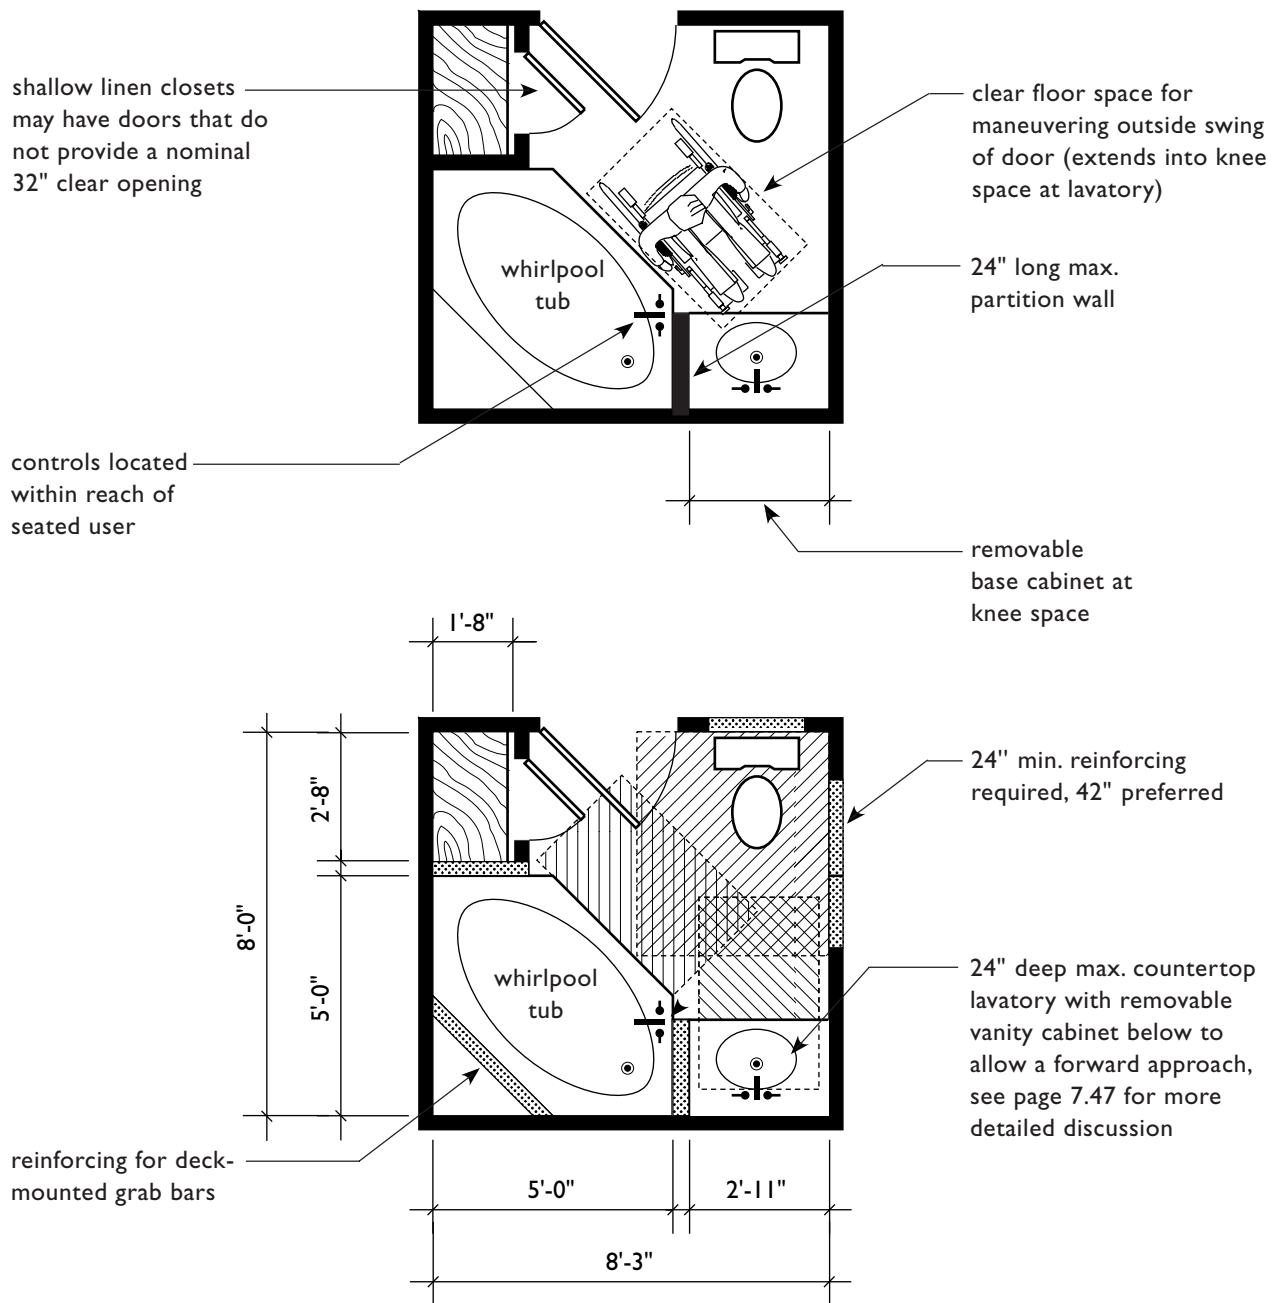 shallow linen closets
may have doors that do
not provide a nominal
32" clear opening
clear floor space for
maneuvering outside swing
of door (extends into knee
space at lavatory)
whirlpool
tub
24" long max.
partition wall
controls located
within reach of
seated user
removable
base cabinet at
knee space
1'-8"
2'-8"
8'-0"
5'-0"
24'' min. reinforcing
required, 42" preferred
whirlpool
tub
24" deep max. countertop
lavatory with removable
vanity cabinet below to
allow a forward approach,
see page 7.47 for more
detailed discussion
reinforcing for deck-
mounted grab bars
5'-0"
2'-11"
8'-3"